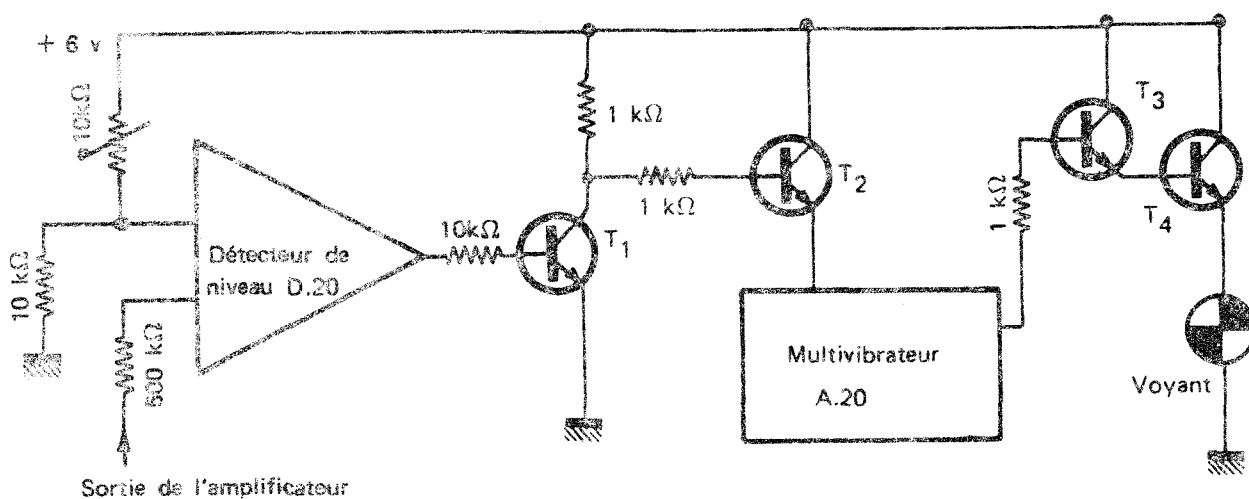 + 6 v
10kΩ
10 kΩ
Détecteur de
niveau D.20
500 kΩ
Sortie de l'amplificateur
10kΩ
T1
1 kΩ
1 kΩ
T2
Multivibrateur
A.20
1 kΩ
T3
T4
Voyant